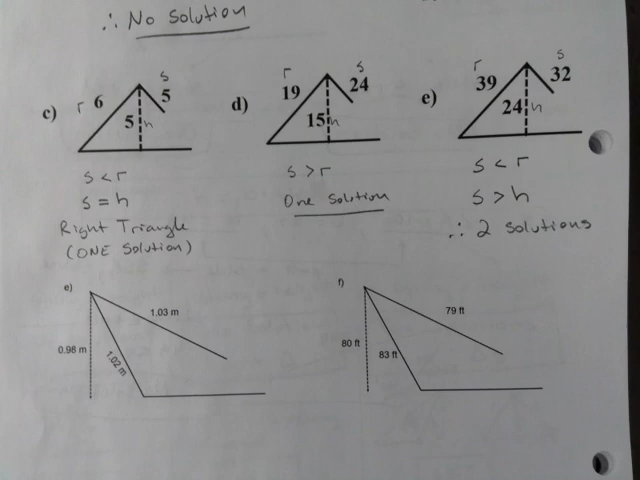 ∴ No Solution
c) r 6 s 5 5 h
d) r 19 s 24 15 h
e) r 39 s 32 24 h
s < r
s = h
Right Triangle
(ONE Solution)
s > r
One Solution
s < r
s > h
∴ 2 solutions
e)
1.03 m
0.98 m
1.02 m
f)
79 ft
80 ft
83 ft